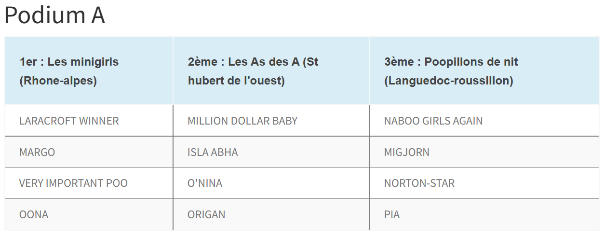 Podium A
1er : Les minigirls 2ème : Les As des A (St 3ème : Poopillons de nit
(Rhone-alpes) hubert de l'ouest) (Languedoc-roussillon)
LARACROFT WINNER MILLION DOLLAR BABY NABOO GIRLS AGAIN
MARGO ISLA ABHA MIGJORN
VERY IMPORTANT POO O'NINA NORTON-STAR
OONA ORIGAN PIA